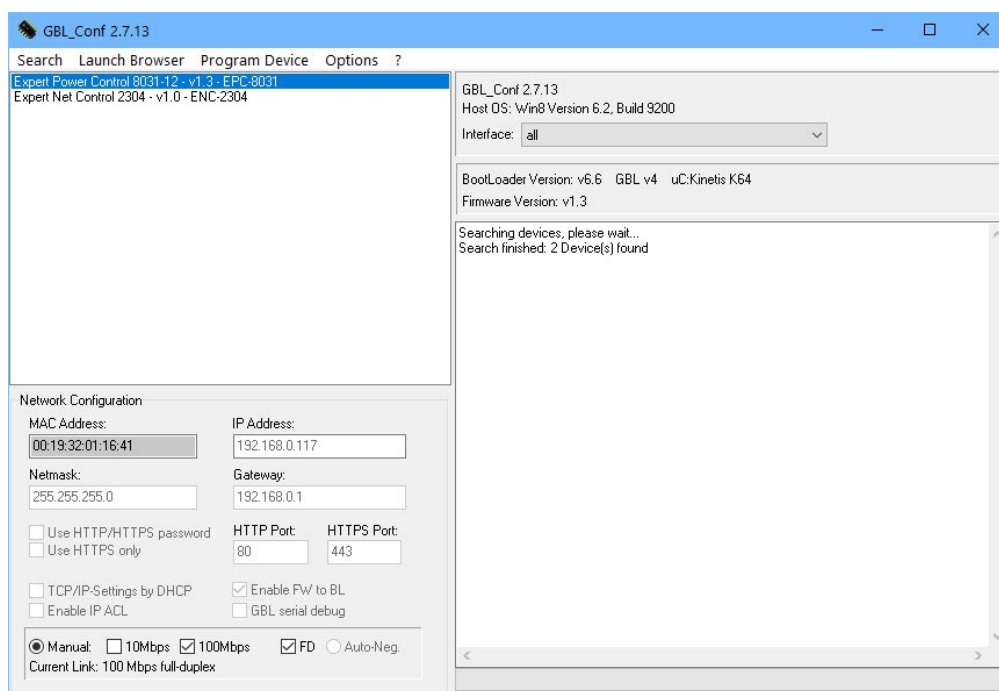 GBL_Conf 2.7.13
Search Launch Browser Program Device Options ?
Expert Power Control 8031-12 - v1.3 - EPC-8031
Expert Net Control 2304 - v1.0 - ENC-2304
GBL_Conf 2.7.13
Host OS: Win8 Version 6.2, Build 9200
Interface: all
BootLoader Version: v6.6 GBL v4 uC:Kinetis K64
Firmware Version: v1.3
Searching devices, please wait...
Search finished: 2 Device(s) found
Network Configuration
MAC Address: IP Address:
00:19:32:01:16:41 192.168.0.117
Netmask: Gateway:
255.255.255.0 192.168.0.1
Use HTTP/HTTPS password HTTP Port: HTTPS Port:
Use HTTPS only 80 443
TCP/IP-Settings by DHCP Enable FW to BL
Enable IP ACL GBL serial debug
Manual: 10Mbps 100Mbps FD Auto-Neg.
Current Link: 100 Mbps full-duplex